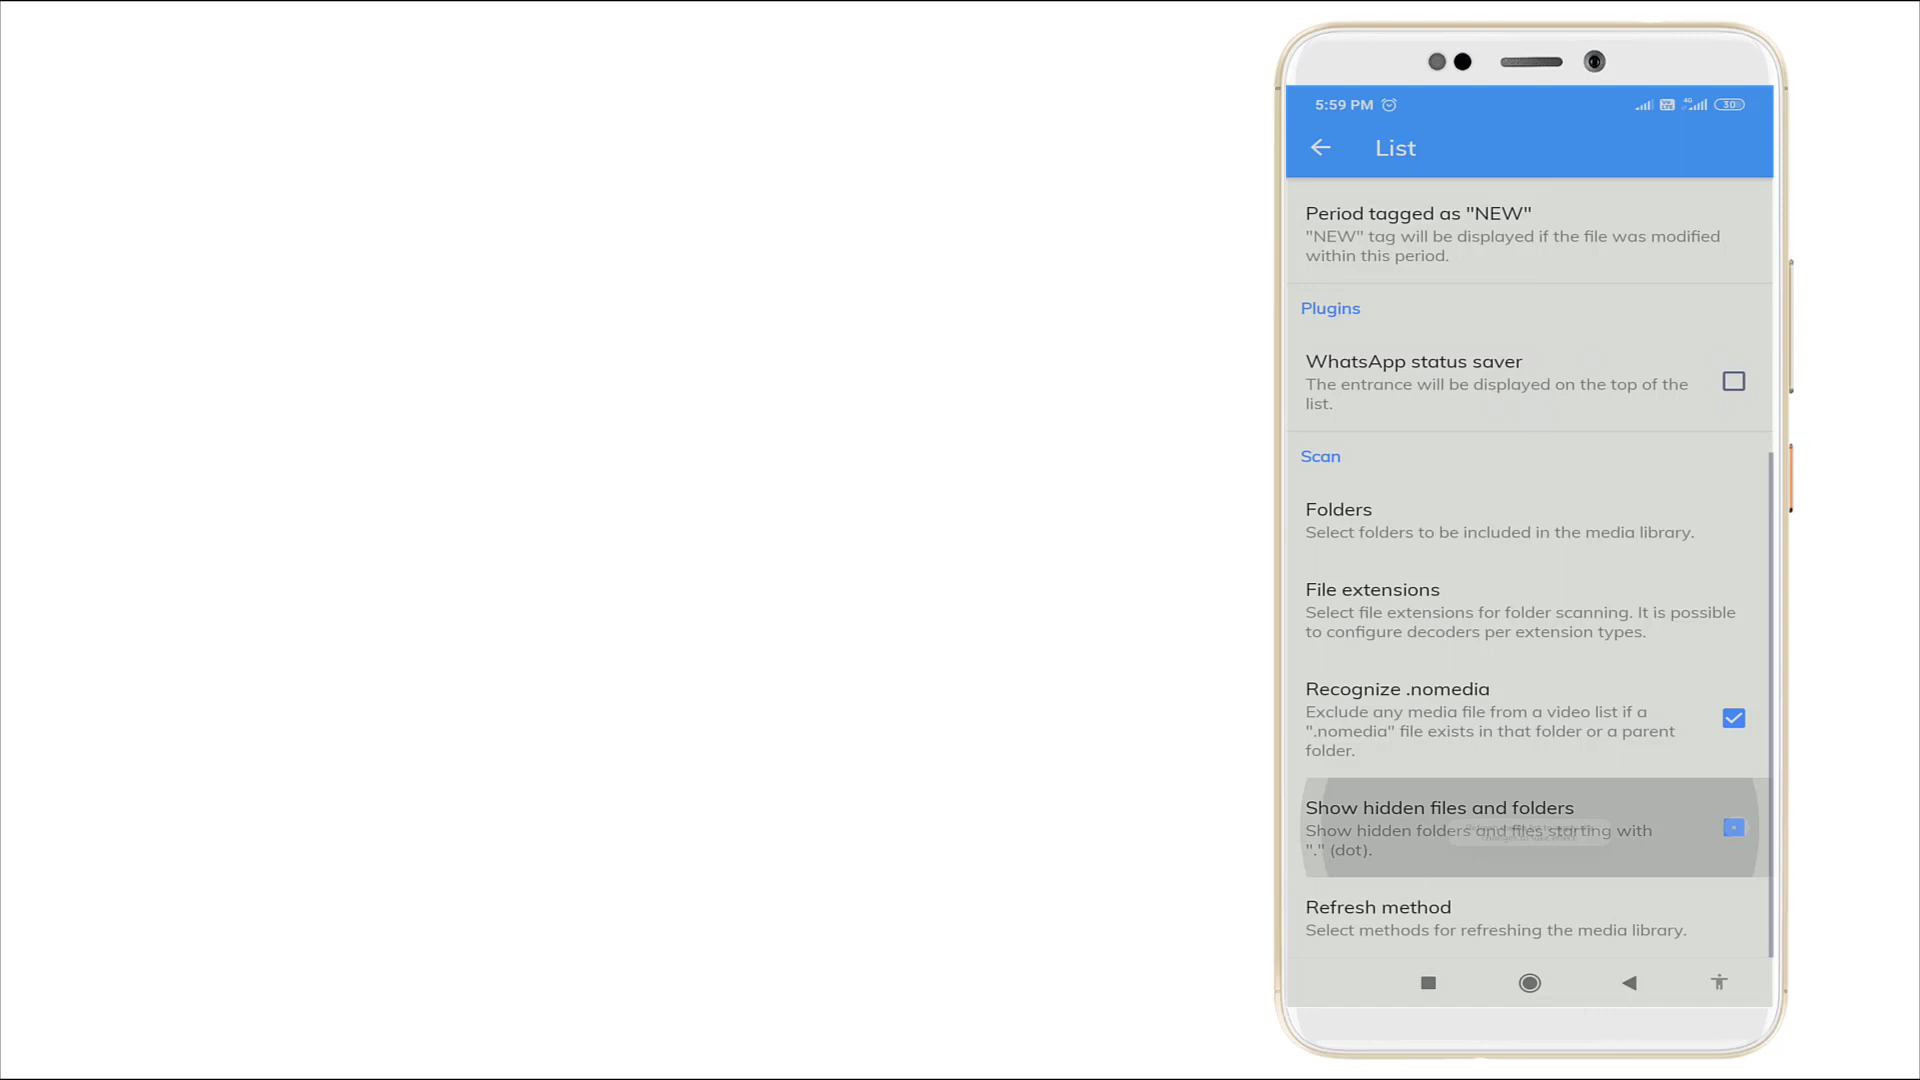 5:59 PM
30
List
Period tagged as "NEW"
"NEW" tag will be displayed if the file was modified
within this period.
Plugins
WhatsApp status saver
The entrance will be displayed on the top of the
list.
Scan
Folders
Select folders to be included in the media library.
File extensions
Select file extensions for folder scanning. It is possible
to configure decoders per extension types.
Recognize .nomedia
Exclude any media file from a video list if a
".nomedia" file exists in that folder or a parent
folder.
Show hidden files and folders
Show hidden folders and files starting with
"." (dot).
Refresh method
Select methods for refreshing the media library.